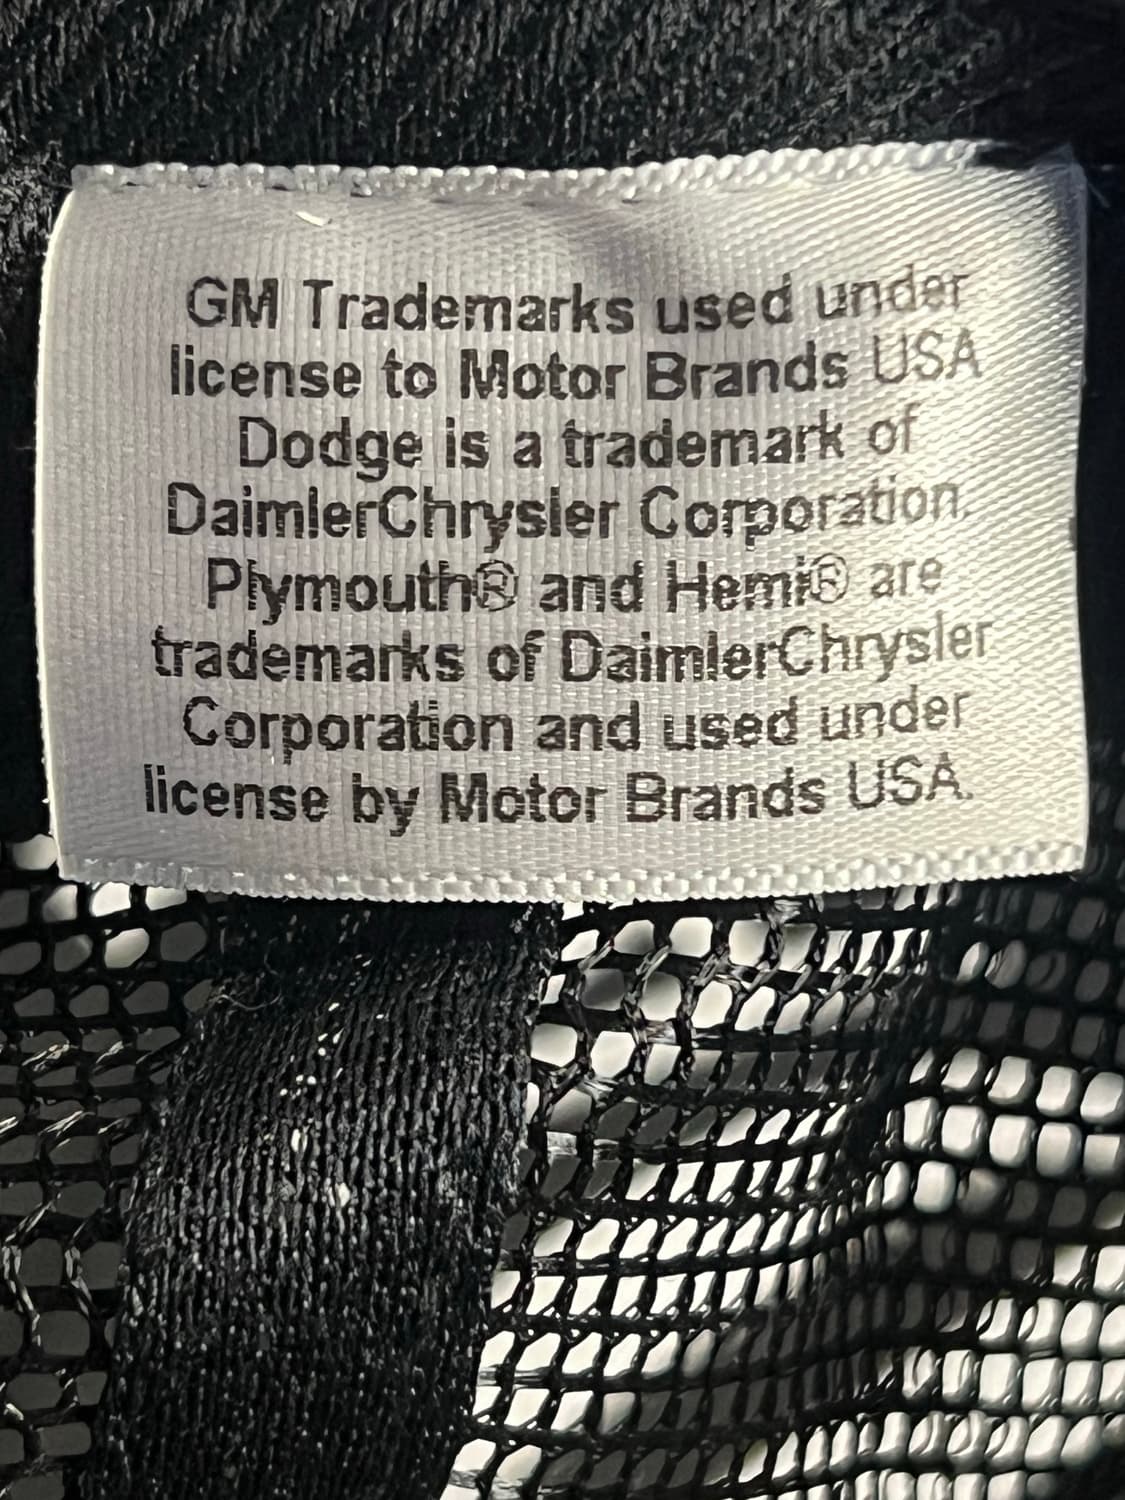 GM Trademarks used under
license to Motor Brands USA
Dodge is a trademark of
DaimlerChrysler Corporation.
Plymouth® and Hemi® are
trademarks of DaimlerChrysler
Corporation and used under
license by Motor Brands USA.